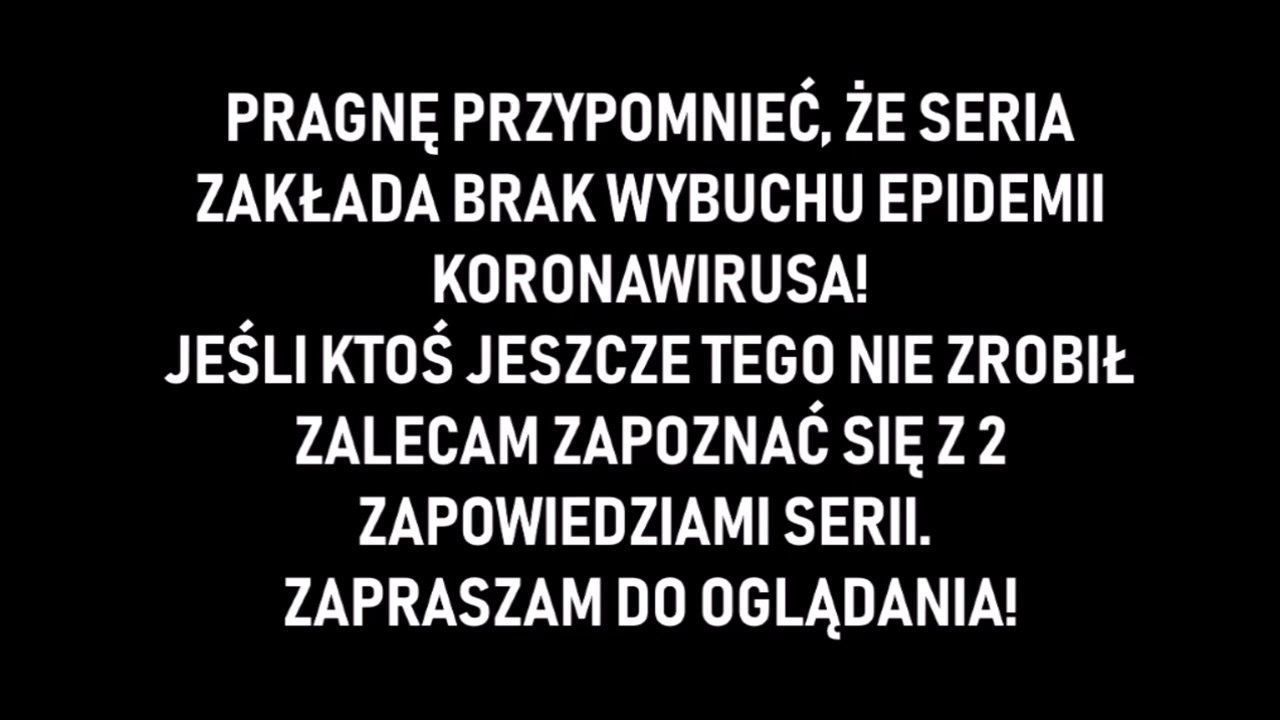 PRAGNĘ PRZYPOMNIEĆ, ŻE SERIA
ZAKŁADA BRAK WYBUCHU EPIDEMII
KORONAWIRUSA!
JEŚLI KTOŚ JESZCZE TEGO NIE ZROBIŁ
ZALECAM ZAPOZNAĆ SIĘ Z 2
ZAPOWIEDZIAMI SERII.
ZAPRASZAM DO OGLĄDANIA!